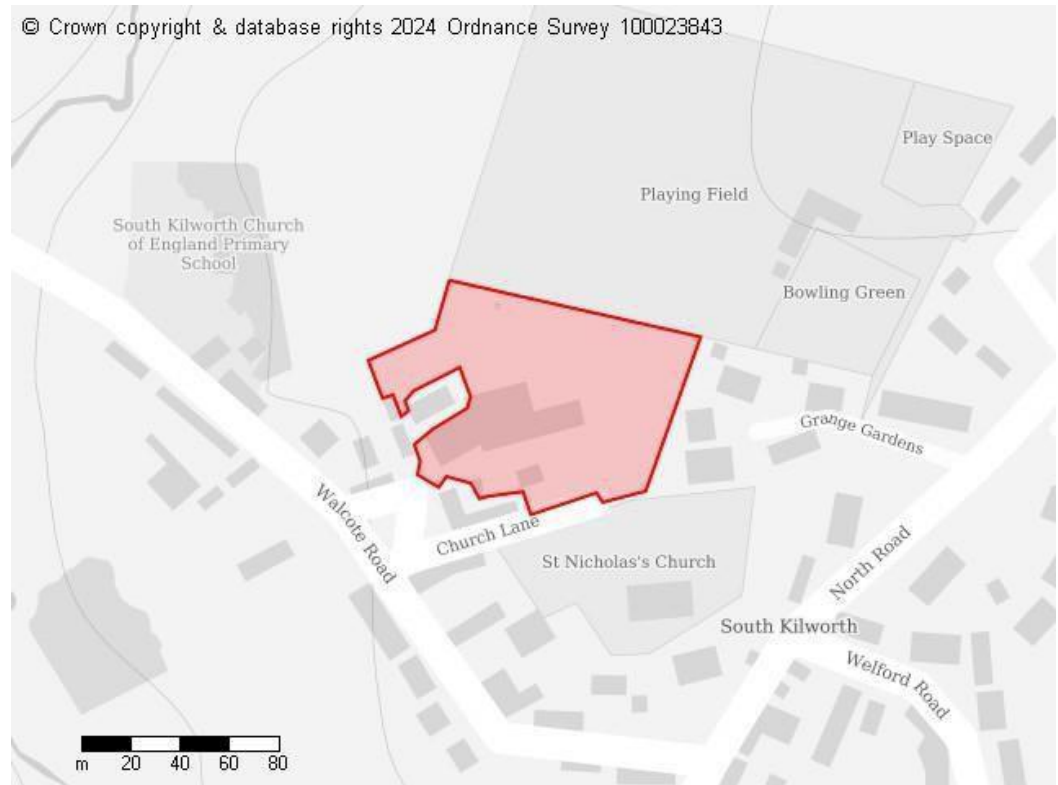 © Crown copyright & database rights 2024 Ordnance Survey 100023843
Play Space
Playing Field
South Kilworth Church
of England Primary
School
Bowling Green
Grange Gardens
Walcote Road
Church Lane
St Nicholas's Church
North Road
South Kilworth
Welford Road
m 20 40 60 80